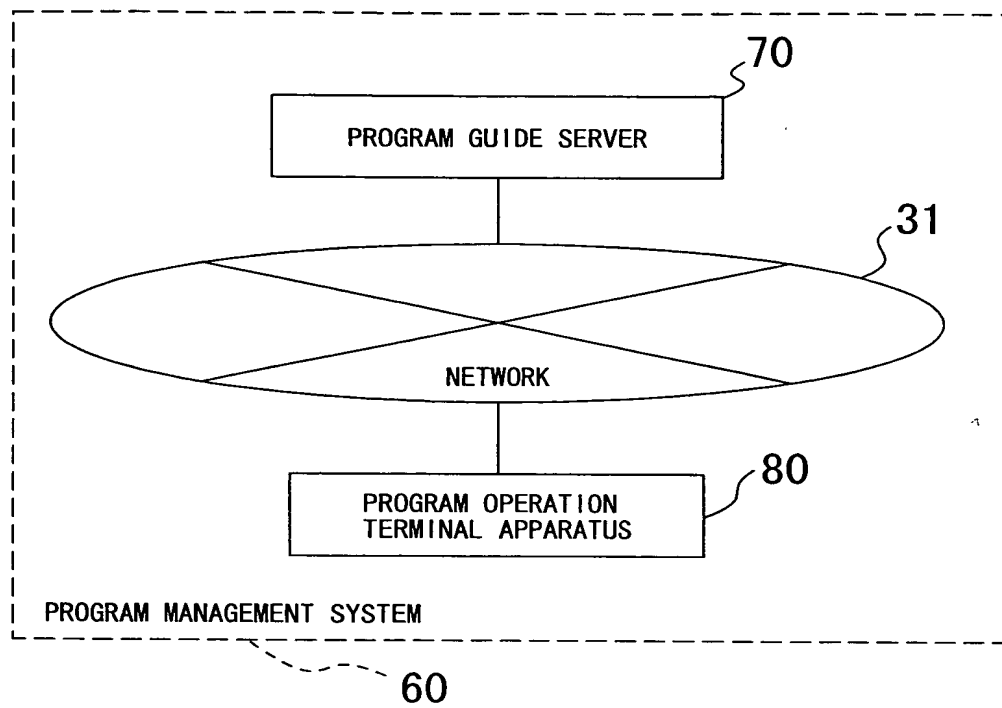 70
PROGRAM GUIDE SERVER
31
NETWORK
80
PROGRAM OPERATION
TERMINAL APPARATUS
PROGRAM MANAGEMENT SYSTEM
60